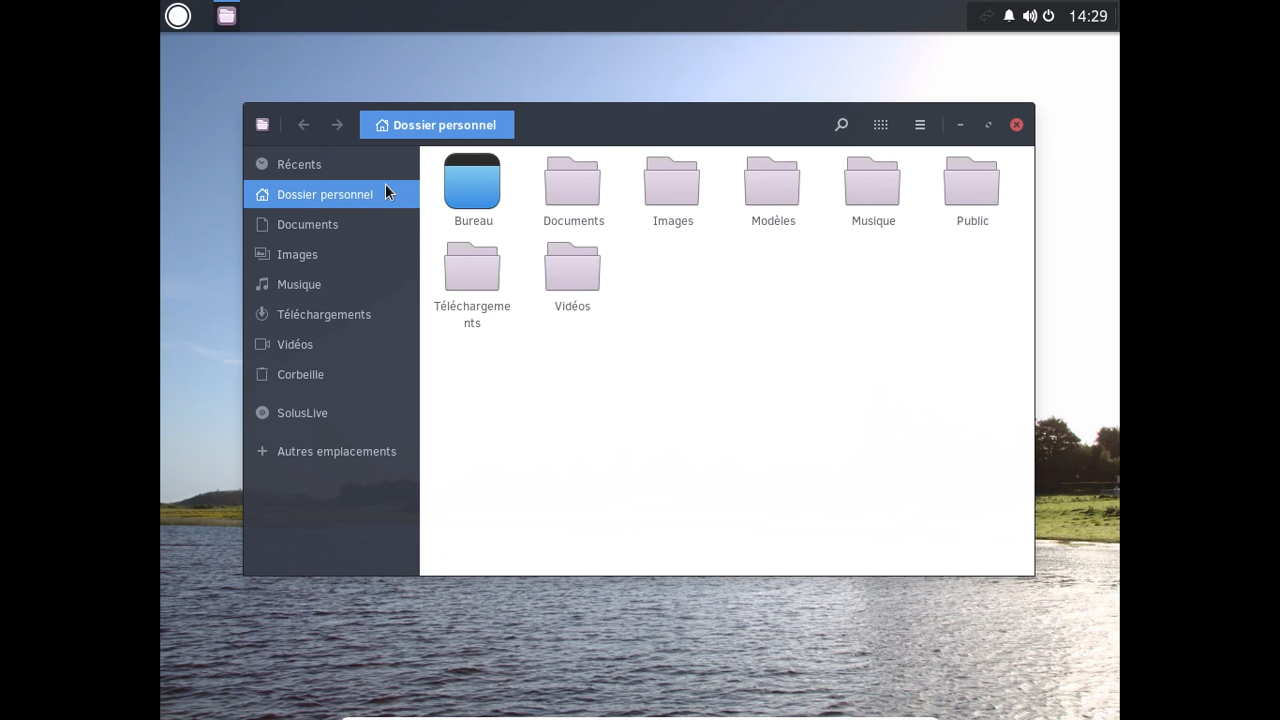 14:29
Dossier personnel
Récents
Dossier personnel
Documents
Images
Musique
Téléchargements
Vidéos
Corbeille
SolusLive
Autres emplacements
Bureau
Documents
Images
Modèles
Musique
Public
Téléchargeme
nts
Vidéos